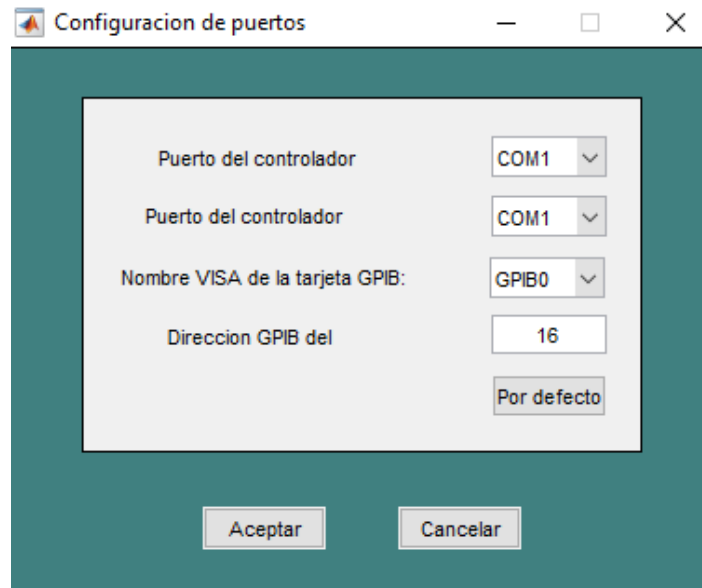 Configuracion de puertos
Puerto del controlador COM1
Puerto del controlador COM1
Nombre VISA de la tarjeta GPIB: GPIB0
Direccion GPIB del 16
Por defecto
Aceptar Cancelar